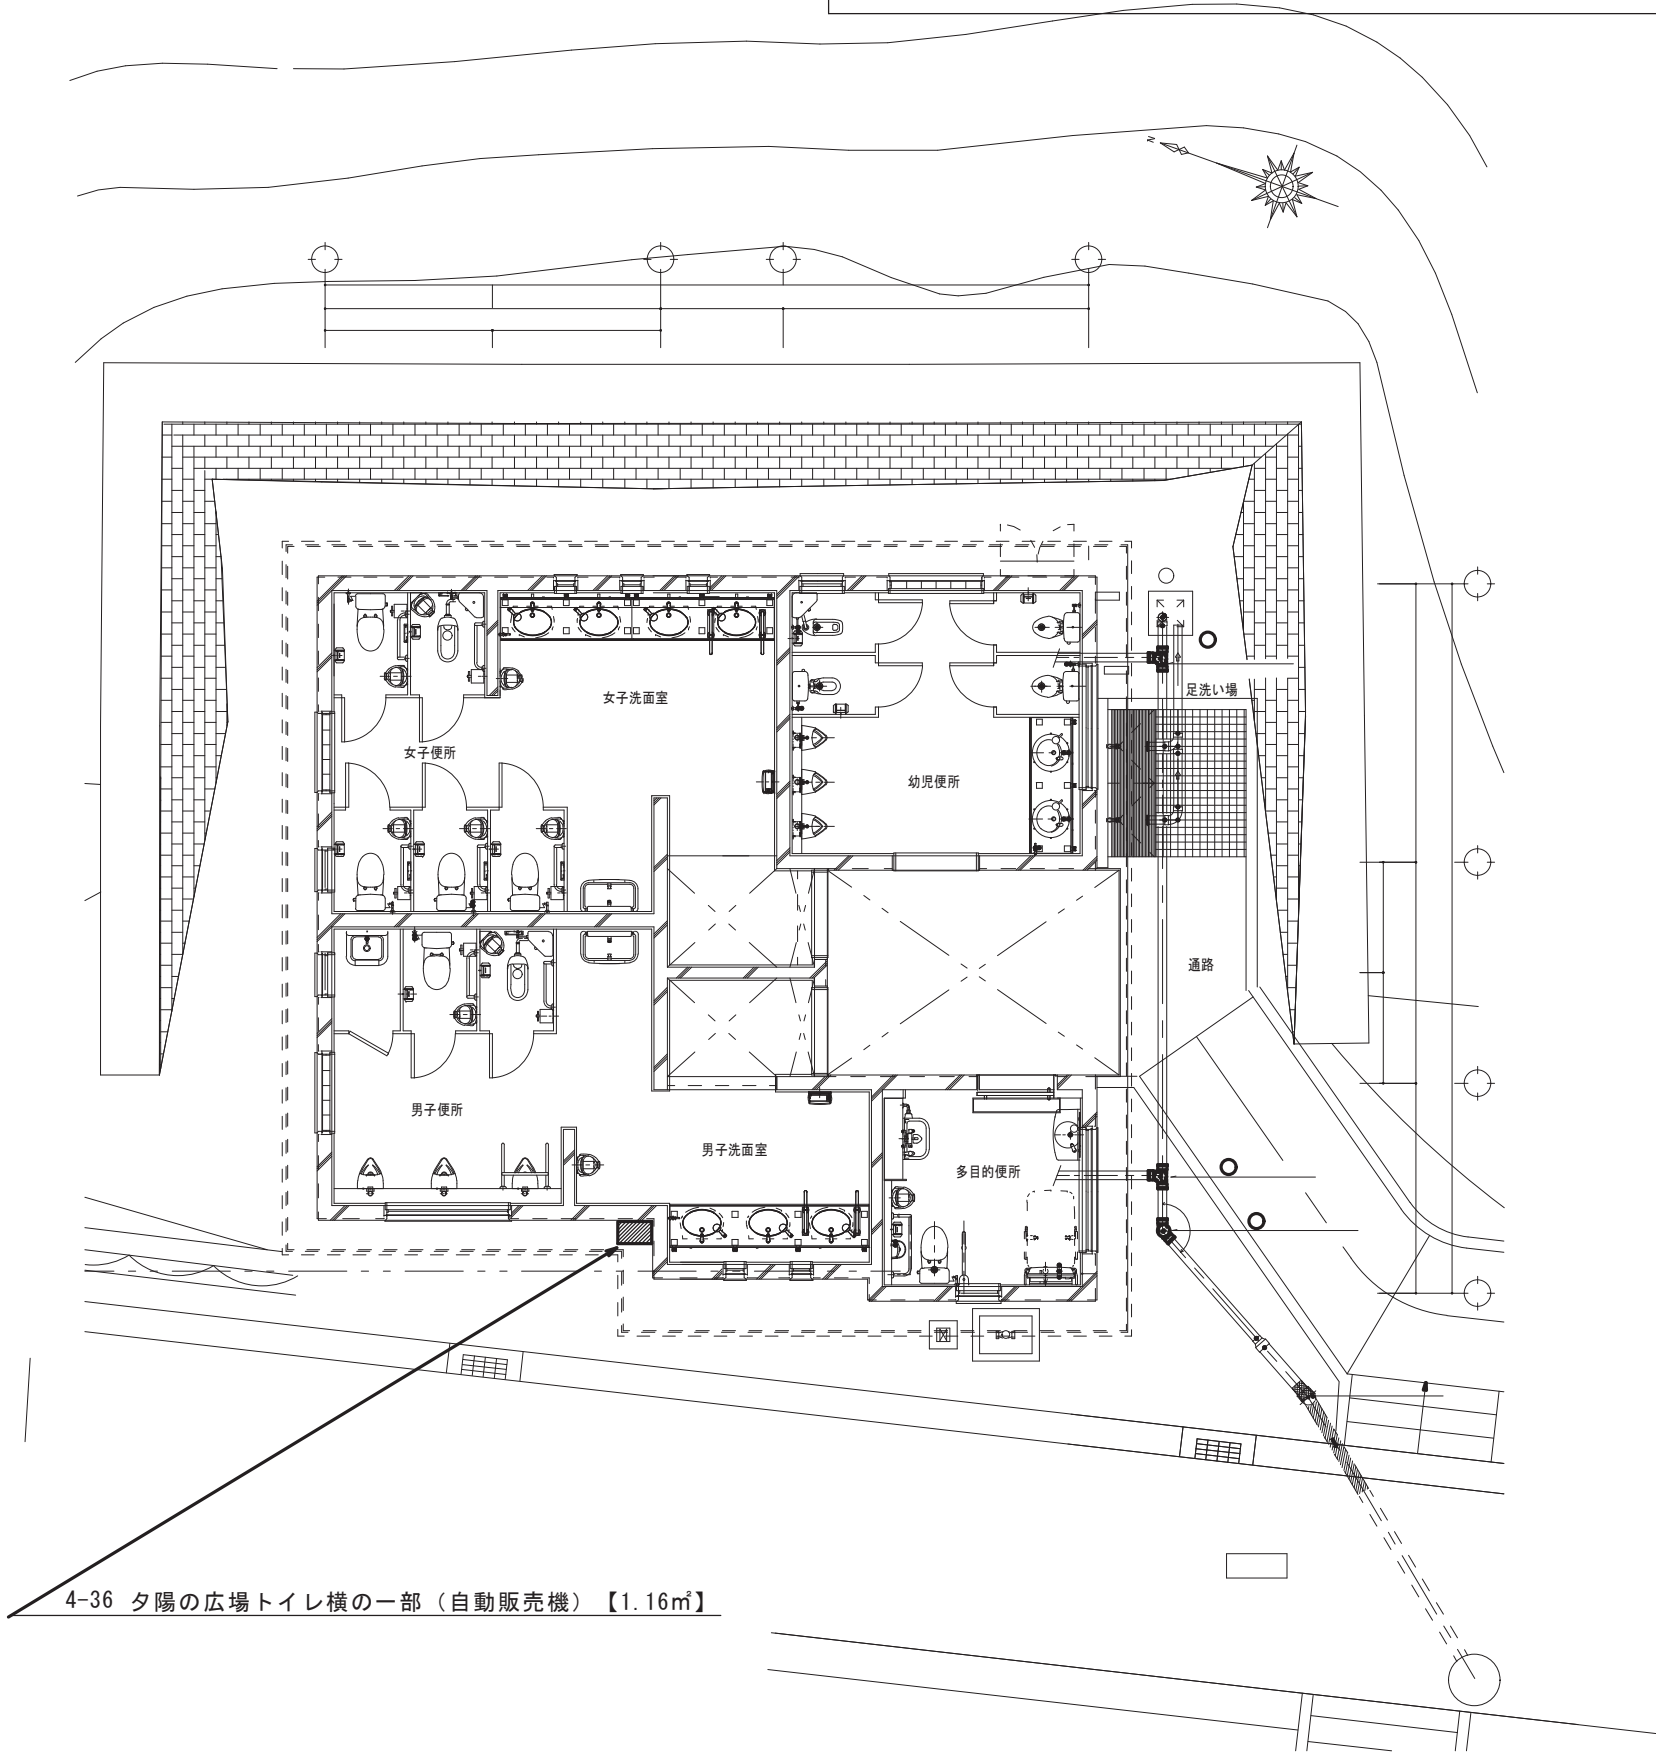 N
足洗い場
女子洗面室
女子便所
幼児便所
通路
男子便所
男子洗面室
多目的便所
4-36 夕陽の広場トイレ横の一部（自動販売機）【1.16㎡】